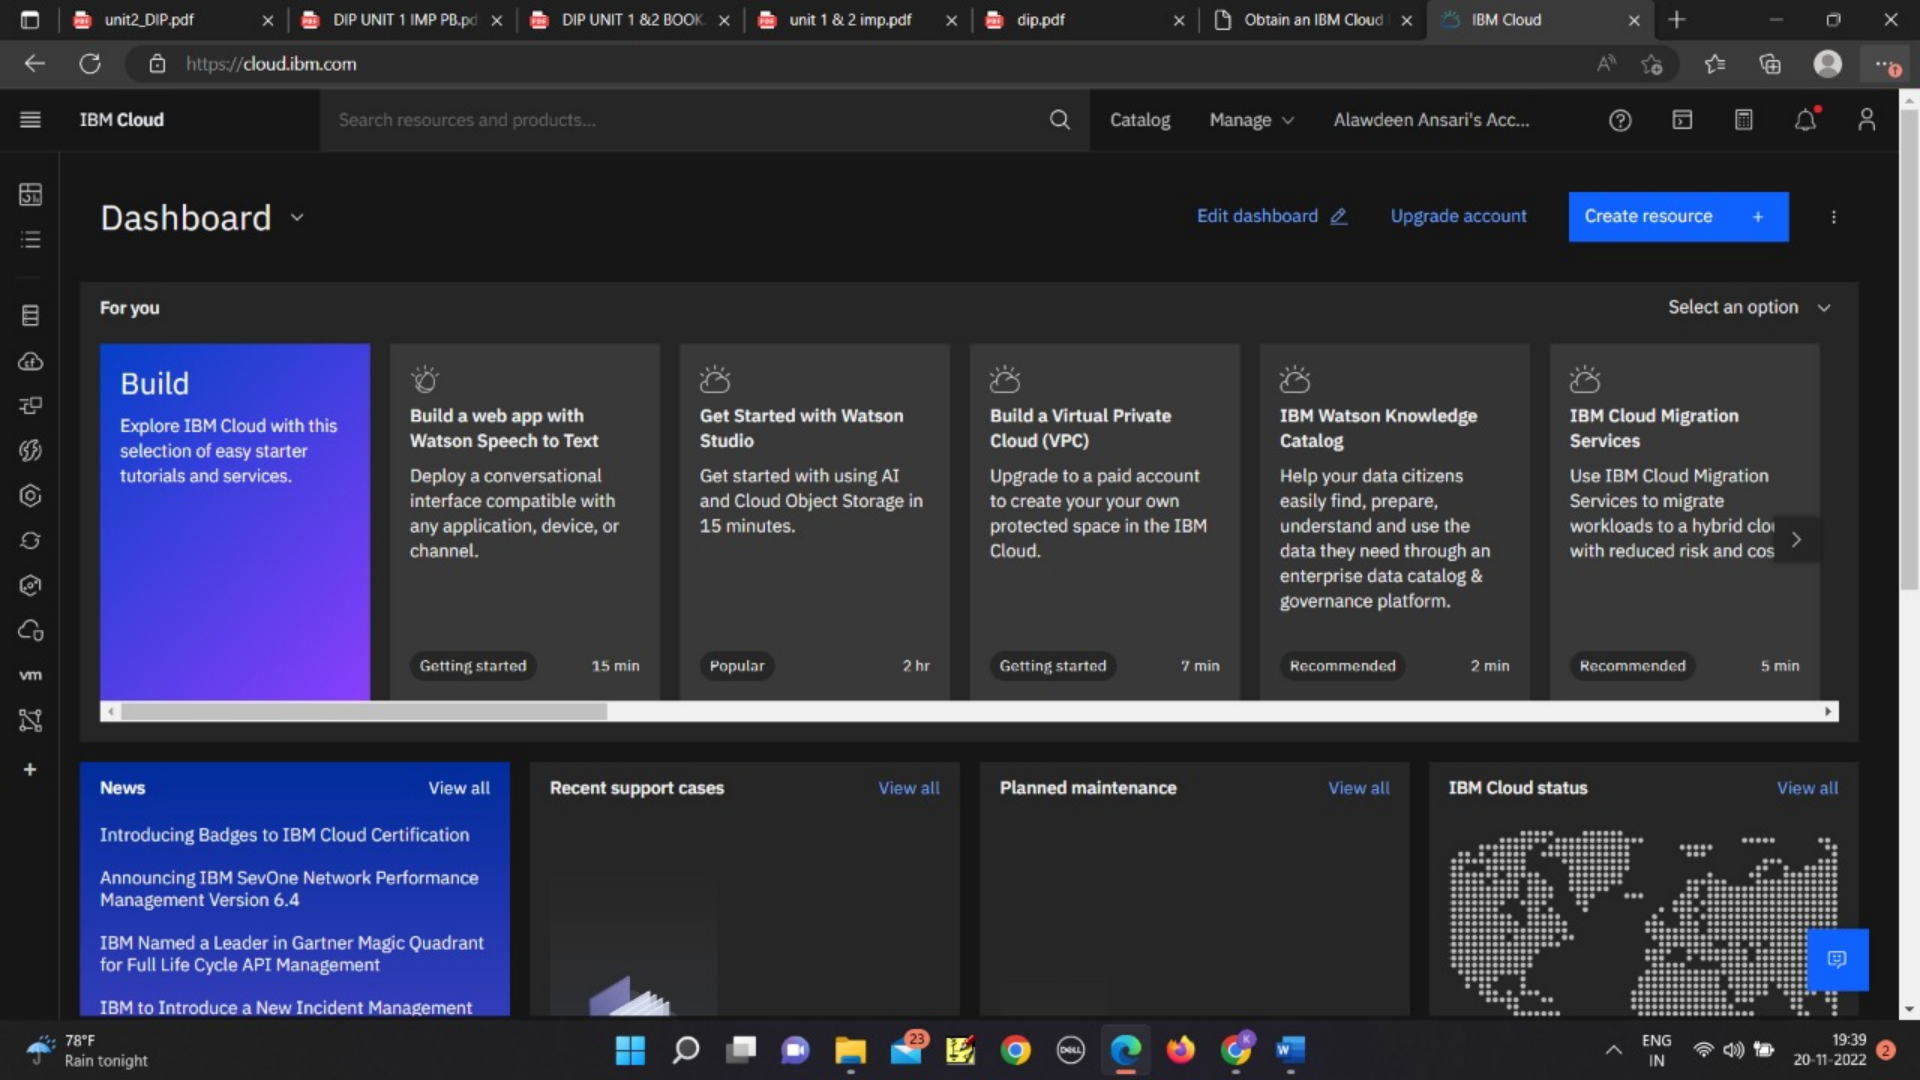 unit2_DIP.pdf
DIP UNIT 1 IMP PB.pd
DIP UNIT 1 &2 BOOK.
unit 1 & 2 imp.pdf
dip.pdf
Obtain an IBM Cloud
IBM Cloud
https://cloud.ibm.com
IBM Cloud
Search resources and products...
Catalog
Manage
Alawdeen Ansari's Acc...
Dashboard
Edit dashboard
Upgrade account
Create resource +
For you
Select an option
Build
Explore IBM Cloud with this
selection of easy starter
tutorials and services.
Build a web app with
Watson Speech to Text
Deploy a conversational
interface compatible with
any application, device, or
channel.
Getting started 15 min
Get Started with Watson
Studio
Get started with using AI
and Cloud Object Storage in
15 minutes.
Popular 2 hr
Build a Virtual Private
Cloud (VPC)
Upgrade to a paid account
to create your your own
protected space in the IBM
Cloud.
Getting started 7 min
IBM Watson Knowledge
Catalog
Help your data citizens
easily find, prepare,
understand and use the
data they need through an
enterprise data catalog &
governance platform.
Recommended 2 min
IBM Cloud Migration
Services
Use IBM Cloud Migration
Services to migrate
workloads to a hybrid clou
with reduced risk and cos
Recommended 5 min
vm
News View all
Introducing Badges to IBM Cloud Certification
Announcing IBM SevOne Network Performance
Management Version 6.4
IBM Named a Leader in Gartner Magic Quadrant
for Full Life Cycle API Management
IBM to Introduce a New Incident Management
Recent support cases View all
Planned maintenance View all
IBM Cloud status View all
78°F
Rain tonight
23
DELL
K
W
ENG
IN
19:39
20-11-2022
2